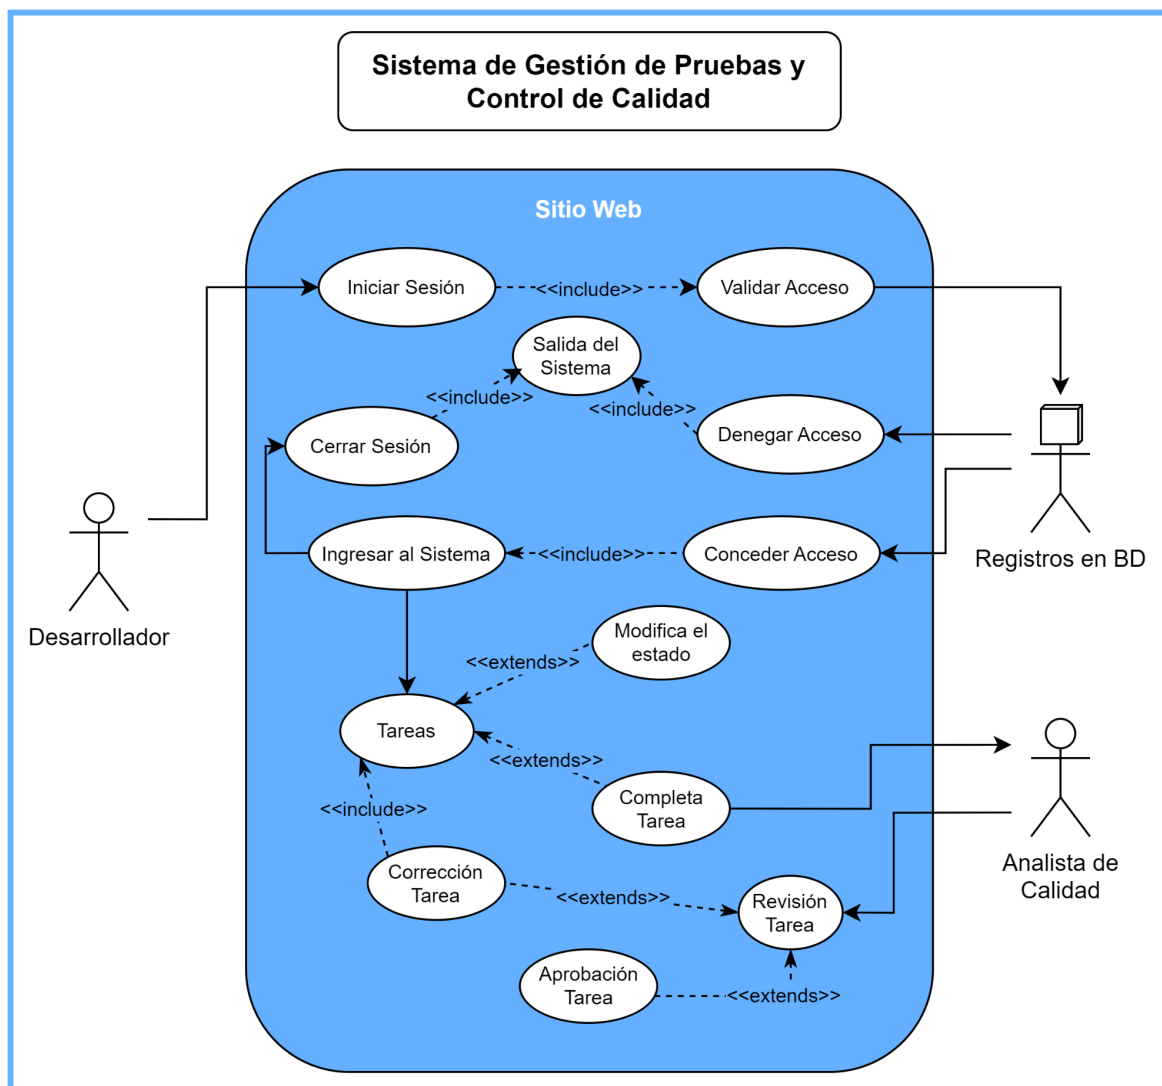 Sistema de Gestión de Pruebas y
Control de Calidad
Sitio Web
Iniciar Sesión
<<include>>
Validar Acceso
Salida del
Sistema
<<include>>
<<include>>
Cerrar Sesión
Denegar Acceso
Ingresar al Sistema
<<include>>
Conceder Acceso
Registros en BD
Desarrollador
Modifica el
estado
<<extends>>
Tareas
<<extends>>
Completa
Tarea
<<include>>
Analista de
Calidad
Corrección
Tarea
<<extends>>
Revisión
Tarea
Aprobación
Tarea
<<extends>>